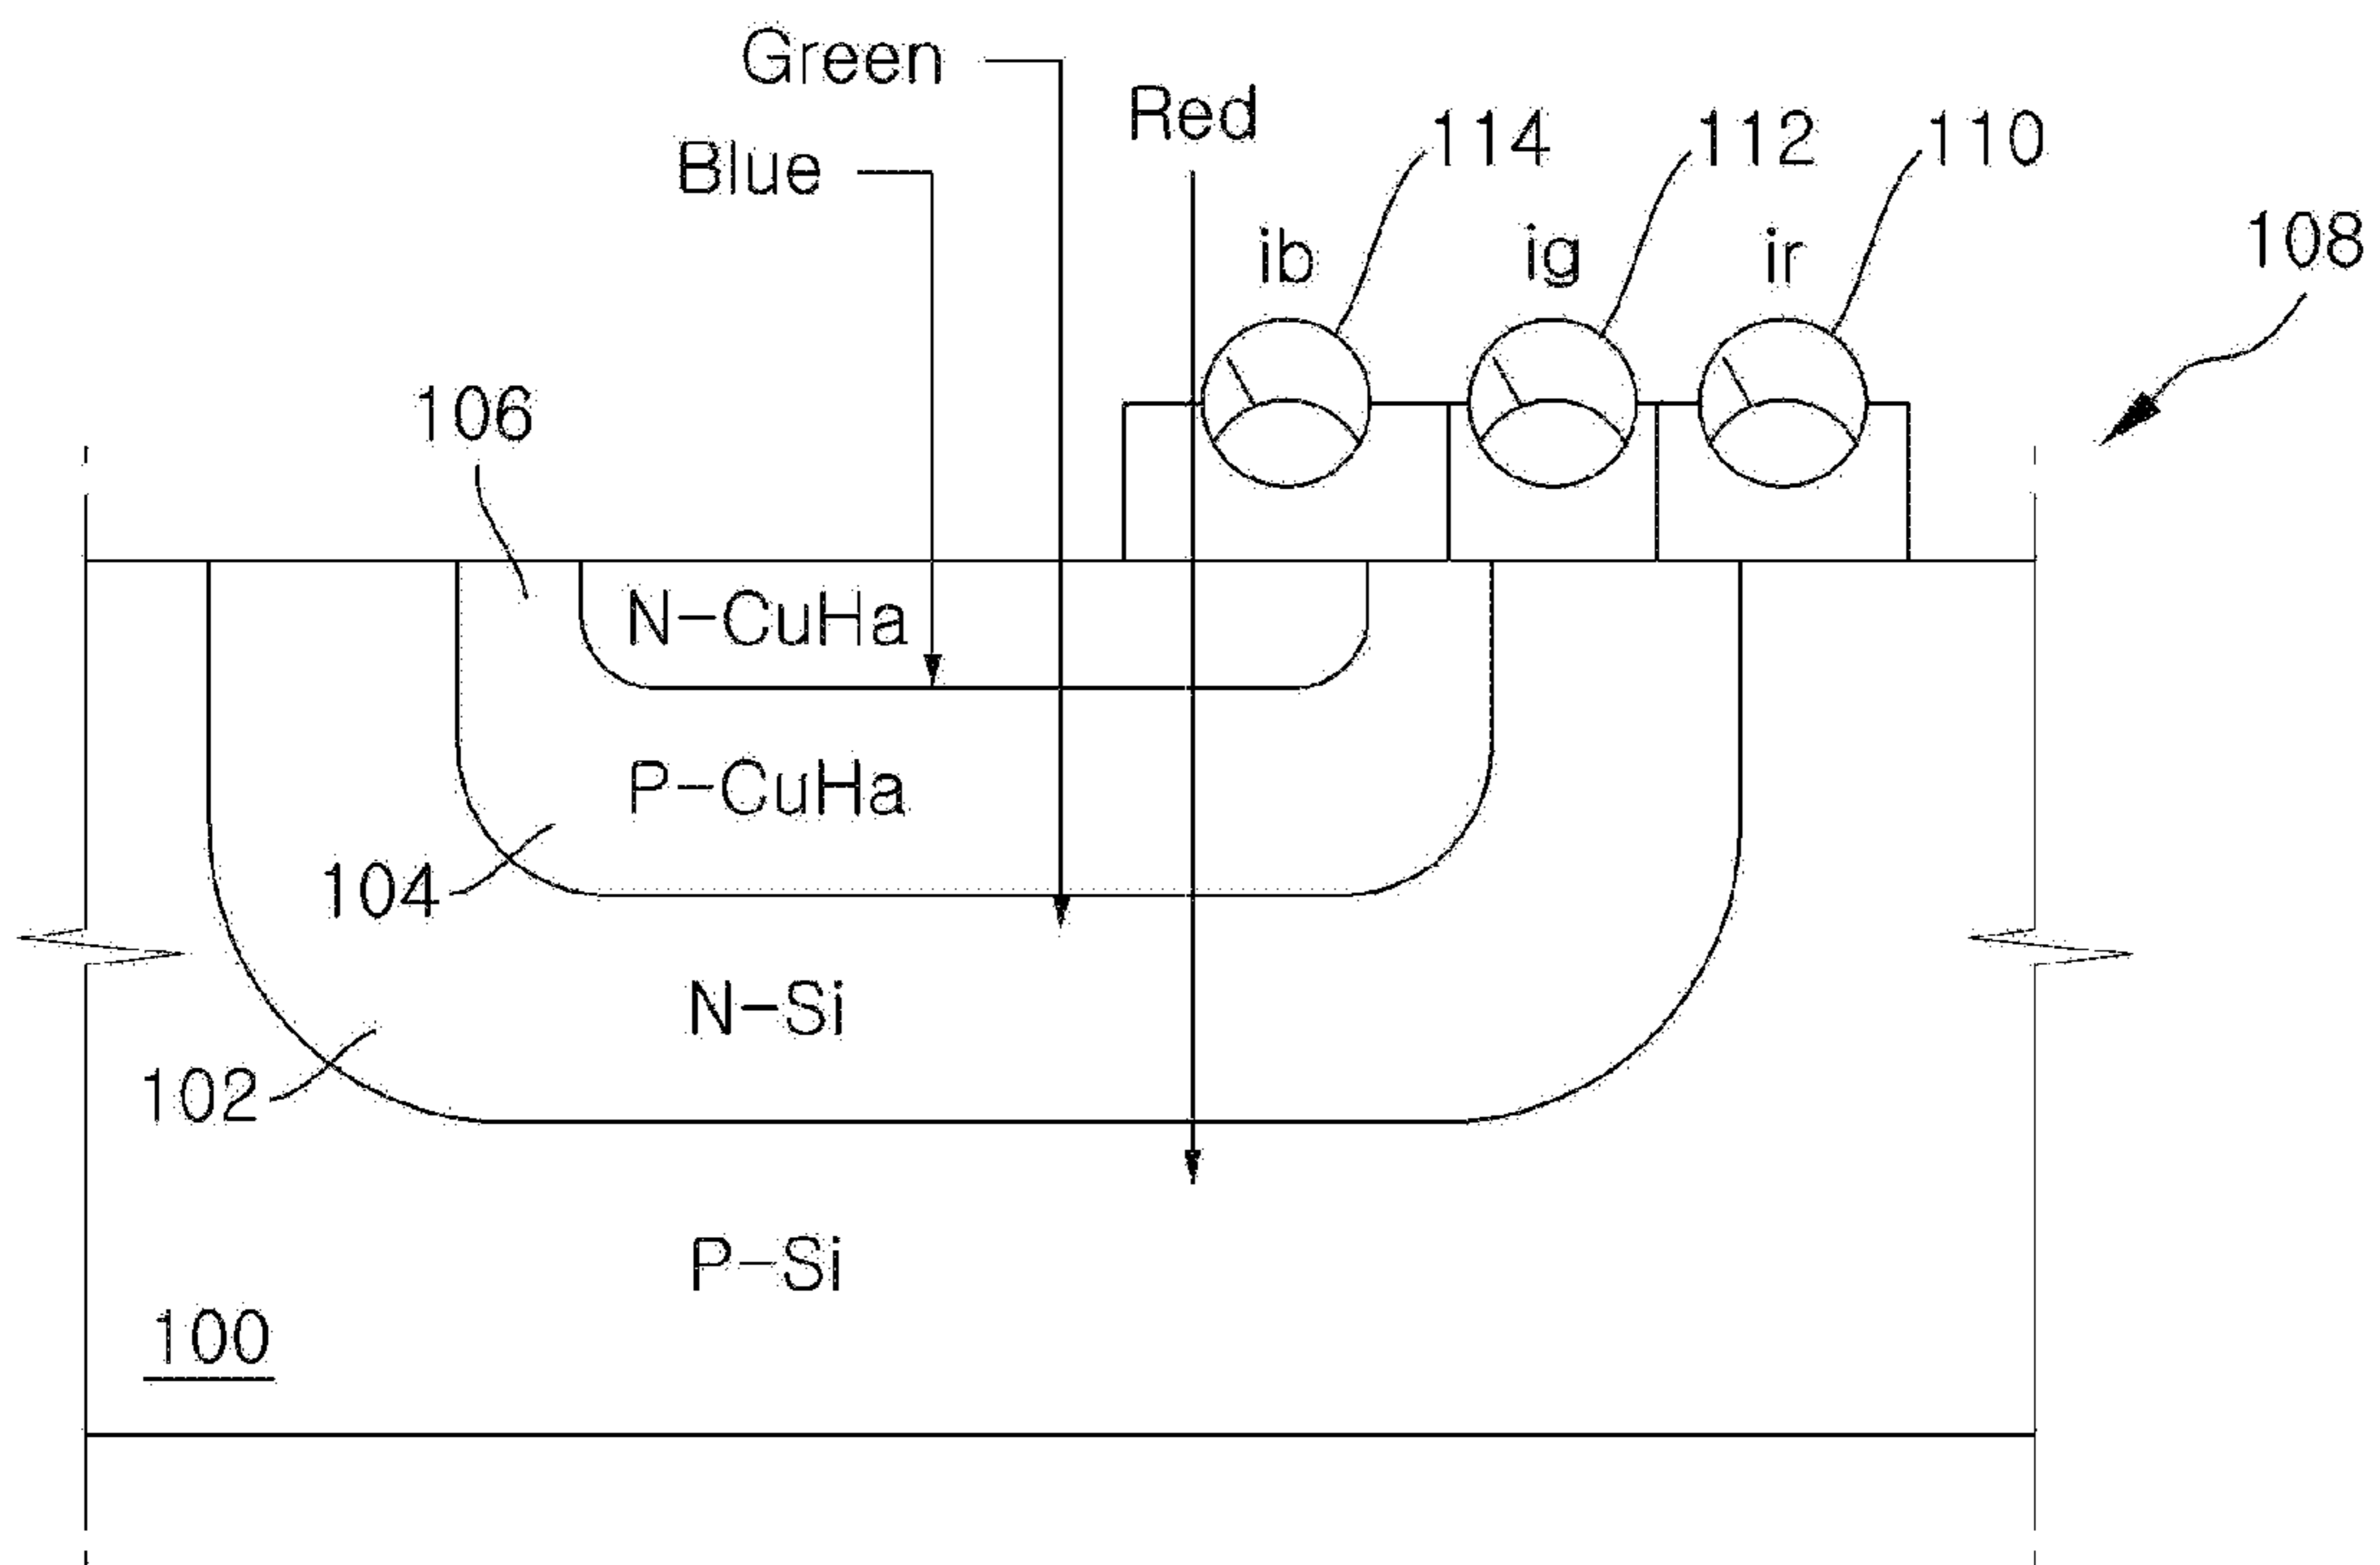 Green
Red
Blue
114
112
110
108
ib
ig
ir
106
N-CuHa
P-CuHa
104
N-Si
102
P-Si
100